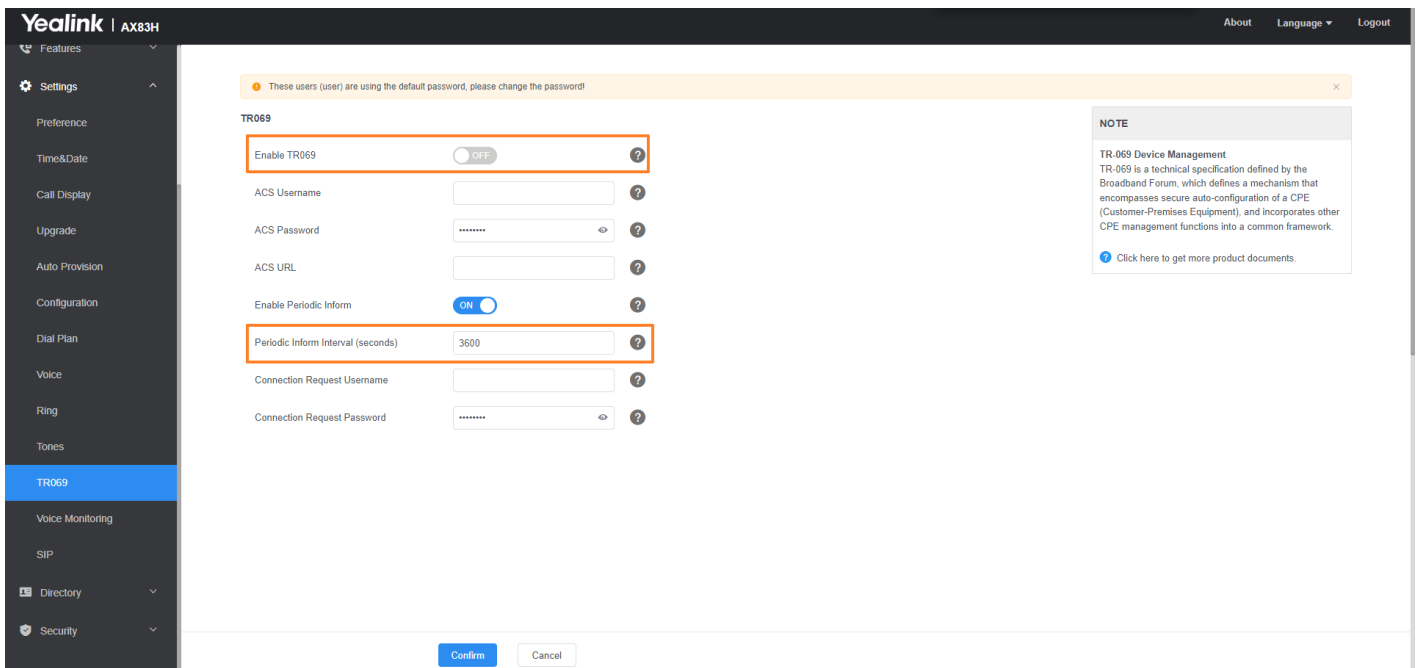 Yealink | AX83H
About Language Logout
Features
Settings
Preference
Time&Date
Call Display
Upgrade
Auto Provision
Configuration
Dial Plan
Voice
Ring
Tones
TR069
Voice Monitoring
SIP
Directory
Security
These users (user) are using the default password, please change the password!
TR069
Enable TR069 OFF
ACS Username
ACS Password ••••••••
ACS URL
Enable Periodic Inform ON
Periodic Inform Interval (seconds) 3600
Connection Request Username
Connection Request Password ••••••••
Confirm Cancel
NOTE
TR-069 Device Management
TR-069 is a technical specification defined by the
Broadband Forum, which defines a mechanism that
encompasses secure auto-configuration of a CPE
(Customer-Premises Equipment), and incorporates other
CPE management functions into a common framework.
Click here to get more product documents.